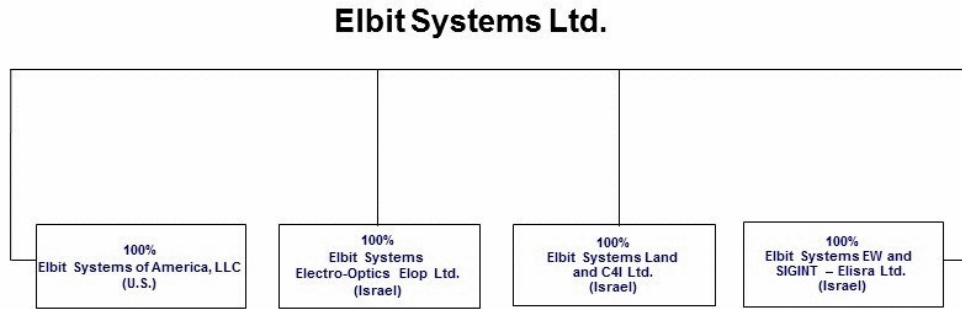 Elbit Systems Ltd.
100%
Elbit Systems of America, LLC
(U.S.)
100%
Elbit Systems
Electro-Optics Elop Ltd.
(Israel)
100%
Elbit Systems Land
and C4I Ltd.
(Israel)
100%
Elbit Systems EW and
SIGINT – Elisra Ltd.
(Israel)